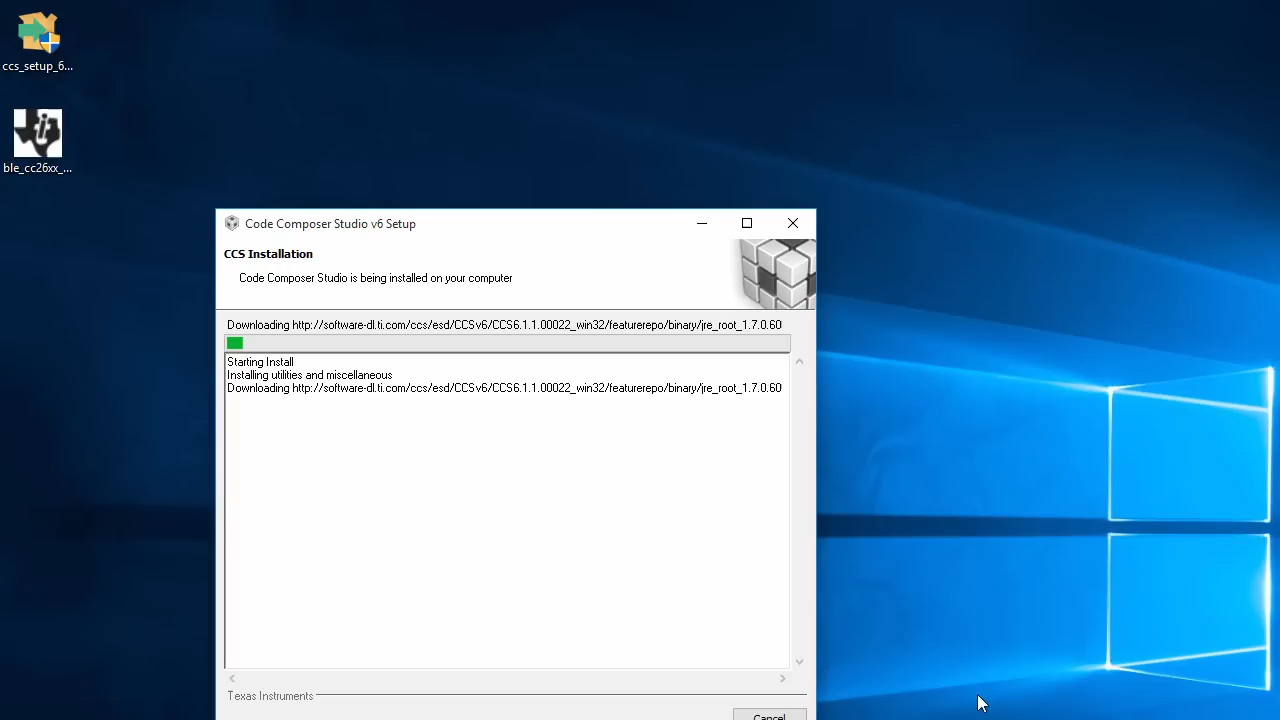 ccs_setup_6...
ble_cc26xx_...
Code Composer Studio v6 Setup
CCS Installation
Code Composer Studio is being installed on your computer
Downloading http://software-dl.ti.com/ccs/esd/CCSv6/CCS6.1.1.00022_win32/featurerepo/binary/jre_root_1.7.0.60
Starting Install
Installing utilities and miscellaneous
Downloading http://software-dl.ti.com/ccs/esd/CCSv6/CCS6.1.1.00022_win32/featurerepo/binary/jre_root_1.7.0.60
Texas Instruments
Cancel